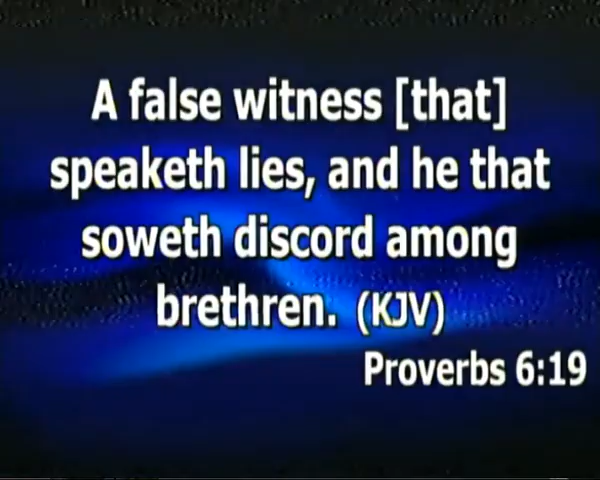 A false witness [that]
speaketh lies, and he that
soweth discord among
brethren. (KJV)
Proverbs 6:19